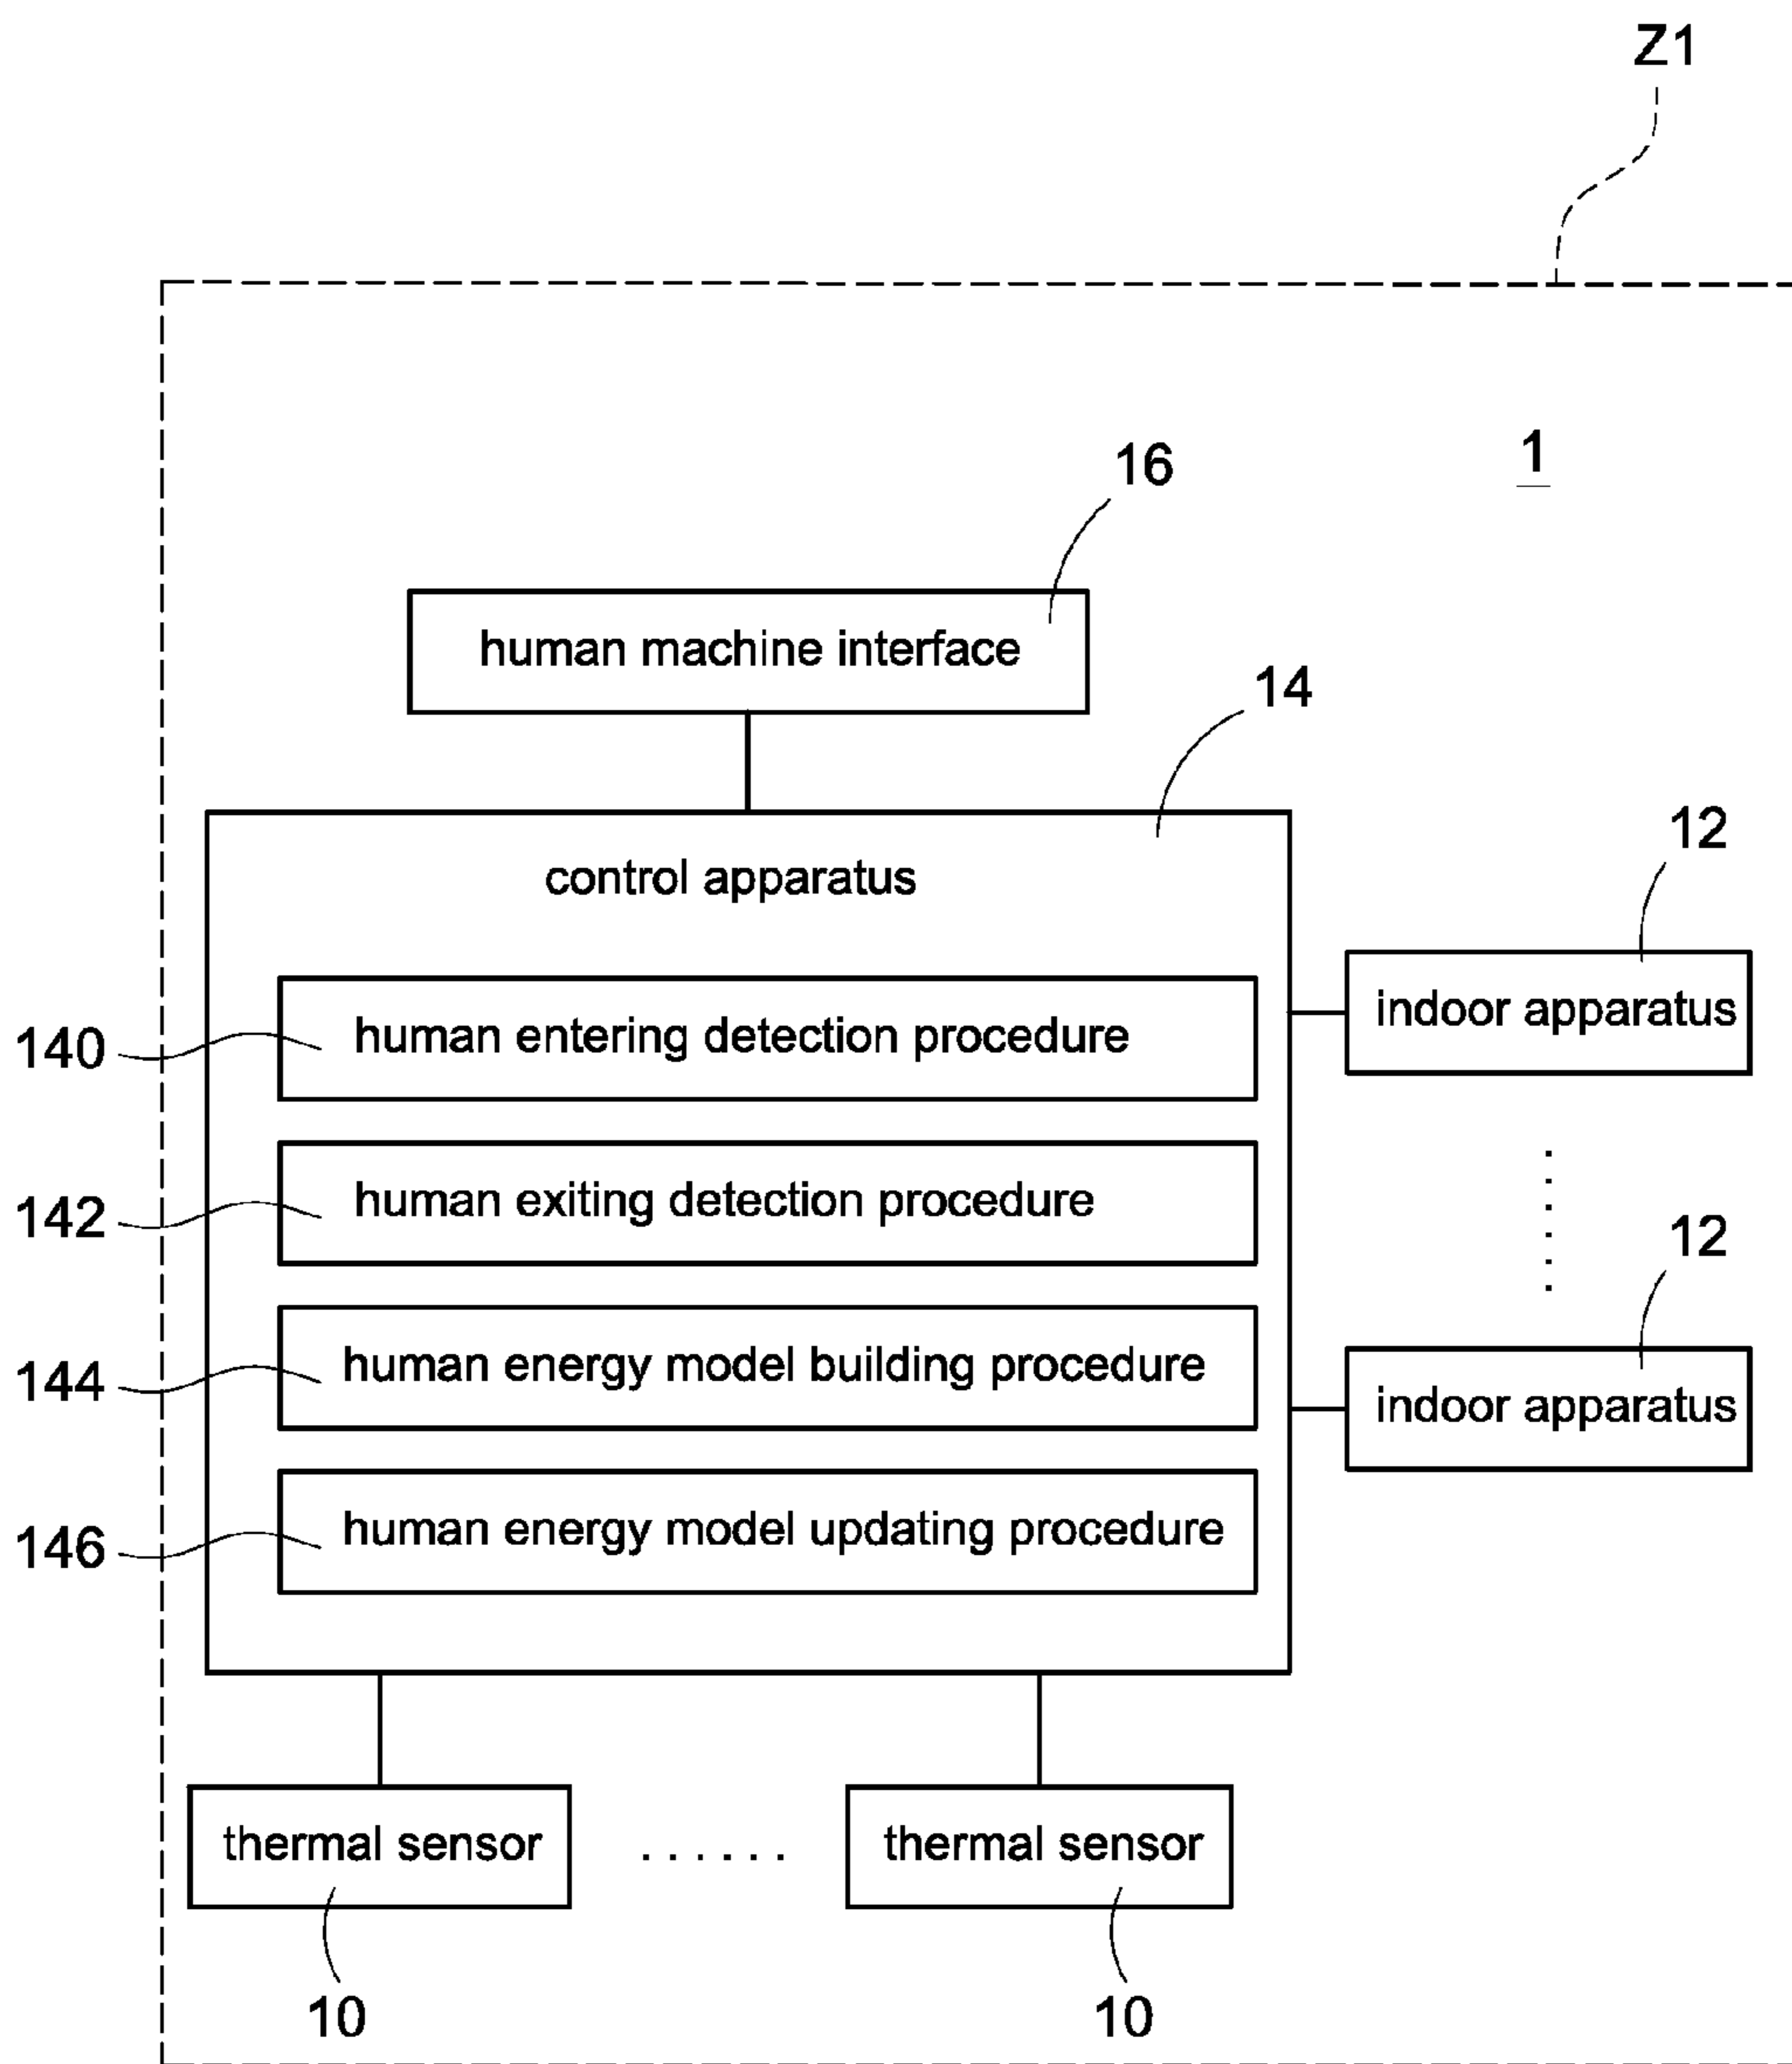 Z1
1
16
human machine interface
14
control apparatus
12
indoor apparatus
140
human entering detection procedure
142
human exiting detection procedure
12
indoor apparatus
144
human energy model building procedure
146
human energy model updating procedure
thermal sensor
......
thermal sensor
10
10